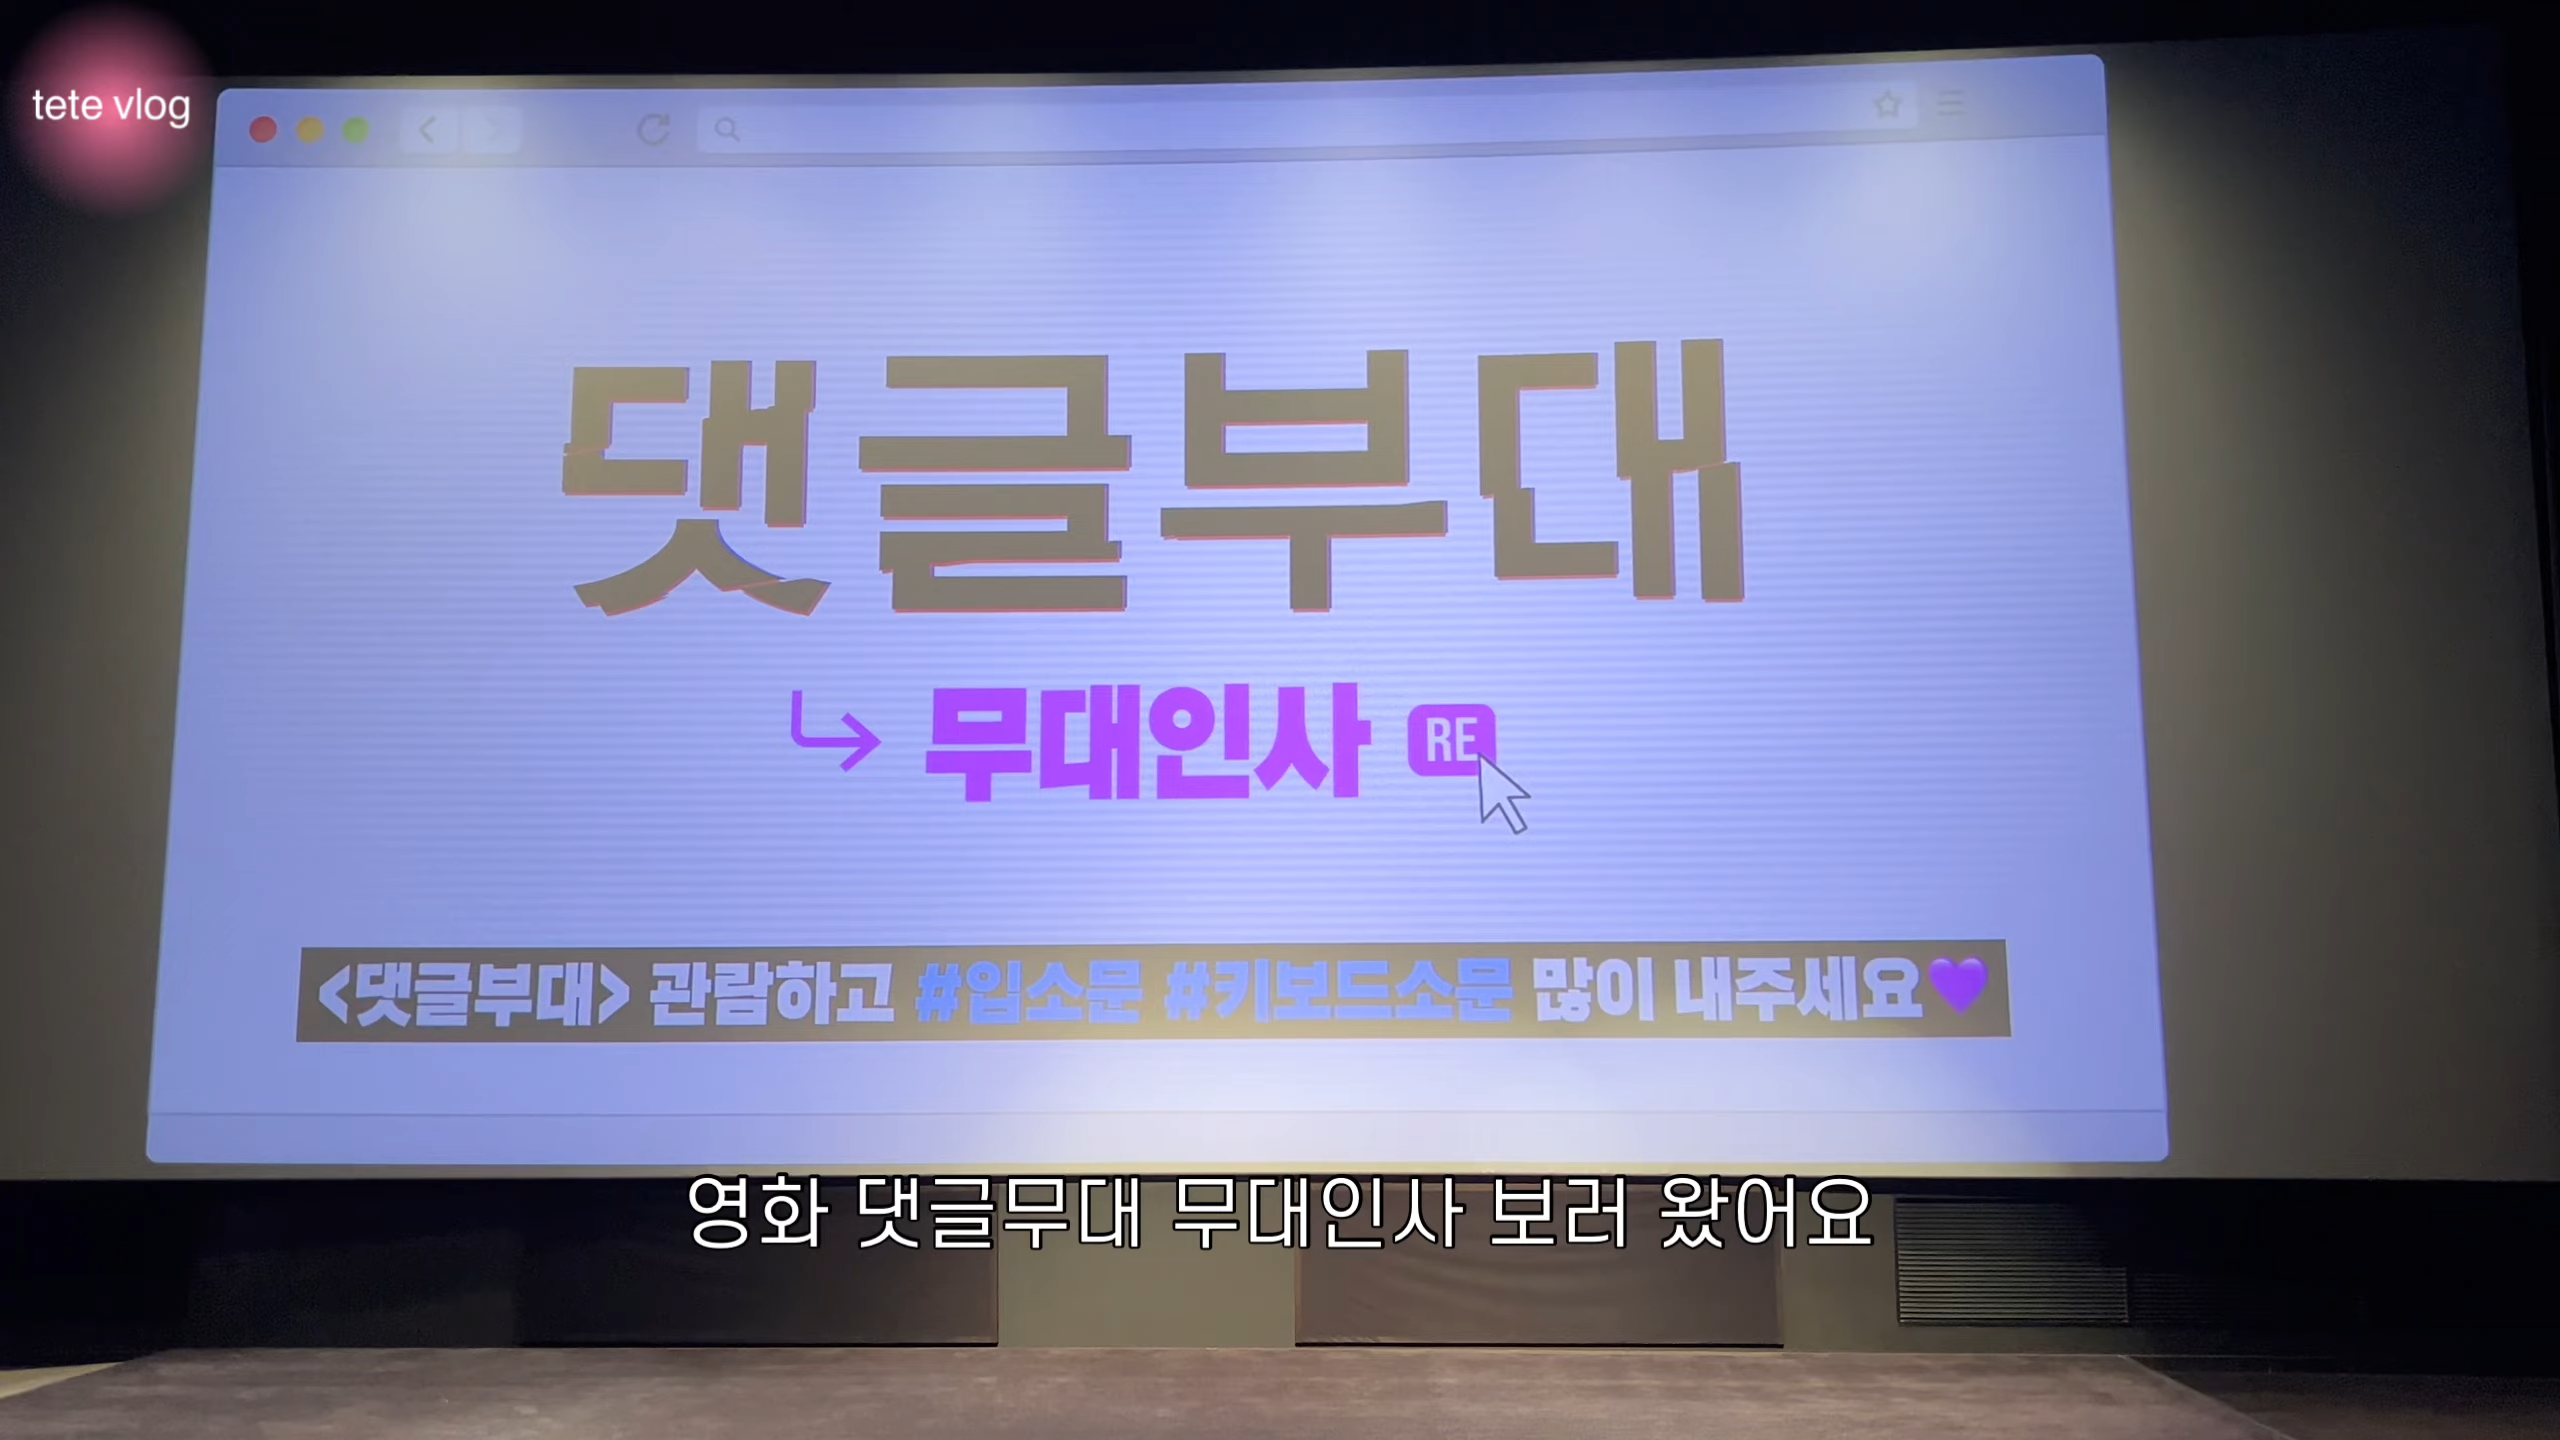 tete vlog
댓글부대
무대인사 RE
<댓글부대> 관람하고 #입소문 #키보드소문 많이 내주세요💜
영화 댓글무대 무대인사 보러 왔어요